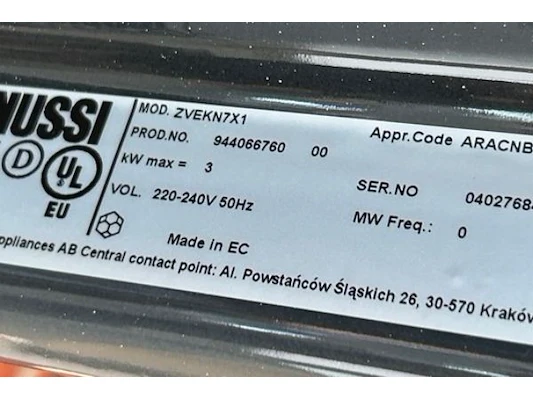 NUSSI
MOD. ZVEKN7X1
Appr.Code ARACNB
PROD.NO. 944066760 00
D
UL
kW max = 3
SER.NO 0402768
EU
VOL. 220-240V 50Hz
MW Freq.: 0
Made in EC
ppliances AB Central contact point: Al. Powstańców Śląskich 26, 30-570 Kraków